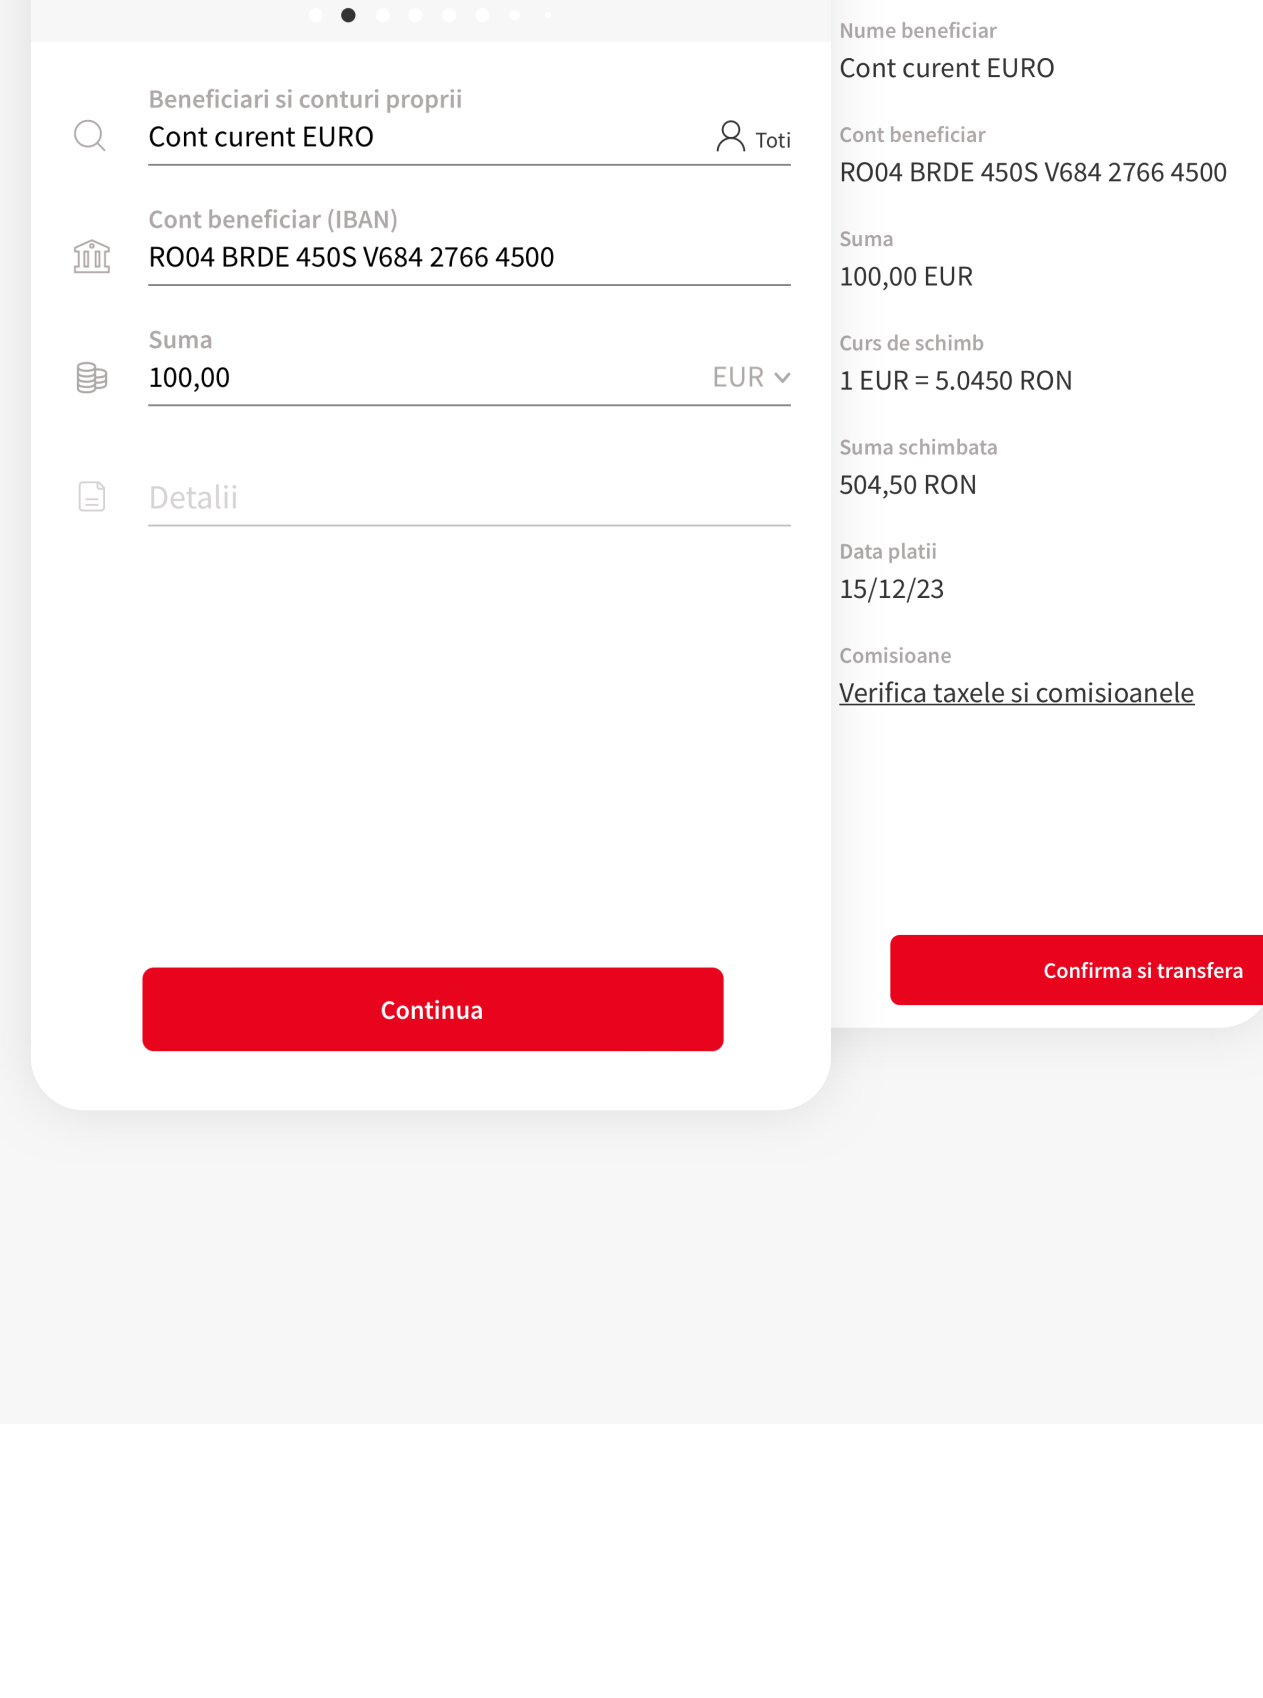 Beneficiari si conturi proprii
Cont curent EURO
Toti
Cont beneficiar (IBAN)
RO04 BRDE 450S V684 2766 4500
Suma
100,00
EUR
Detalii
Continua
Nume beneficiar
Cont curent EURO
Cont beneficiar
RO04 BRDE 450S V684 2766 4500
Suma
100,00 EUR
Curs de schimb
1 EUR = 5.0450 RON
Suma schimbata
504,50 RON
Data platii
15/12/23
Comisioane
Verifica taxele si comisioanele
Confirma si transfera